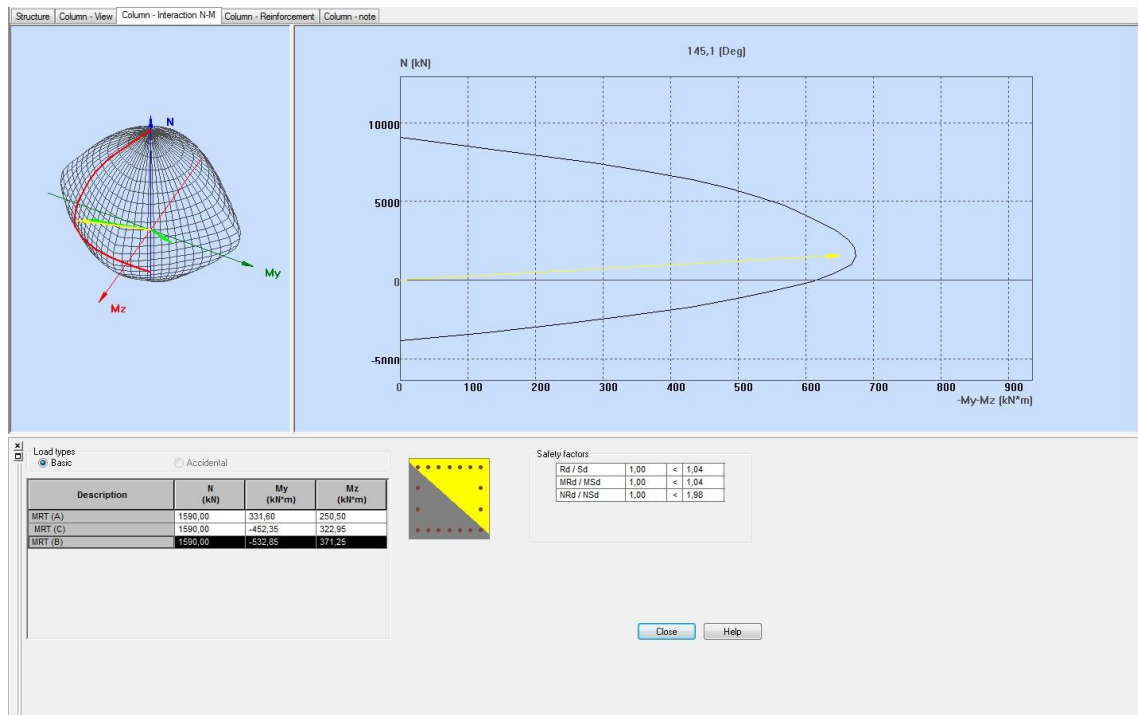 Structure Column - View Column - Interaction N-M Column - Reinforcement Column - note
N
My
Mz
145,1 (Deg)
N (kN)
10000
5000
0
-5000
0 100 200 300 400 500 600 700 800 900
-My-Mz (kN*m)
Load types
Basic Accidental
Description N (kN) My (kN*m) Mz (kN*m)
MRT (A) 1590,00 331,60 250,50
MRT (C) 1590,00 -452,35 322,95
MRT (B) 1590,00 -532,85 371,25
Safety factors
Rd / Sd 1,00 < 1,04
MRd / MSd 1,00 < 1,04
NRd / NSd 1,00 < 1,98
Close Help